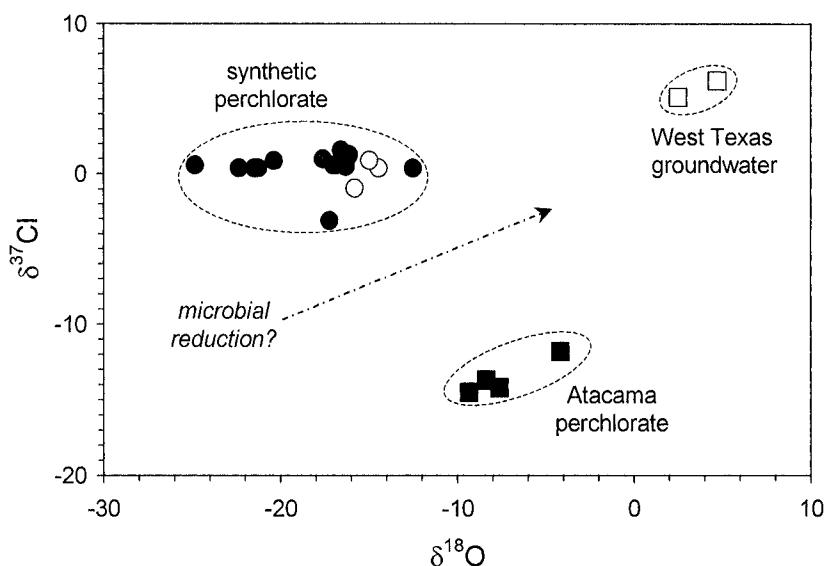 10
synthetic
perchlorate
West Texas
groundwater
0
δ37Cl
microbial
reduction?
-10
Atacama
perchlorate
-20
-30
-20
-10
0
10
δ18O